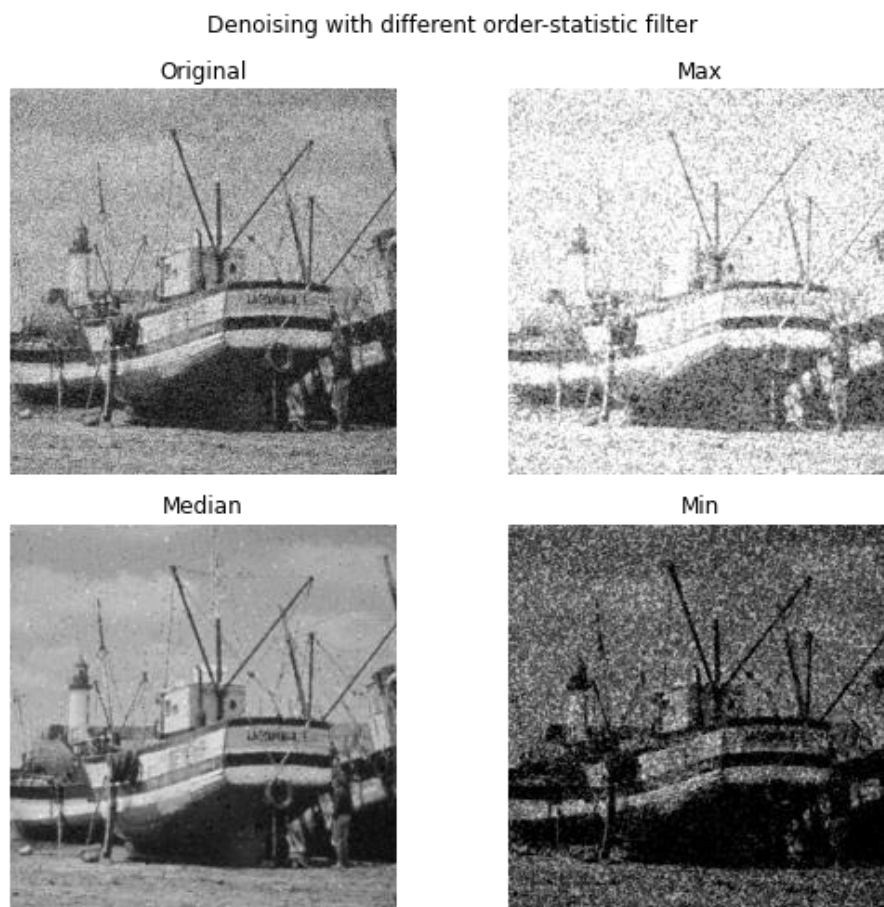 Denoising with different order-statistic filter
Original
Max
Median
Min